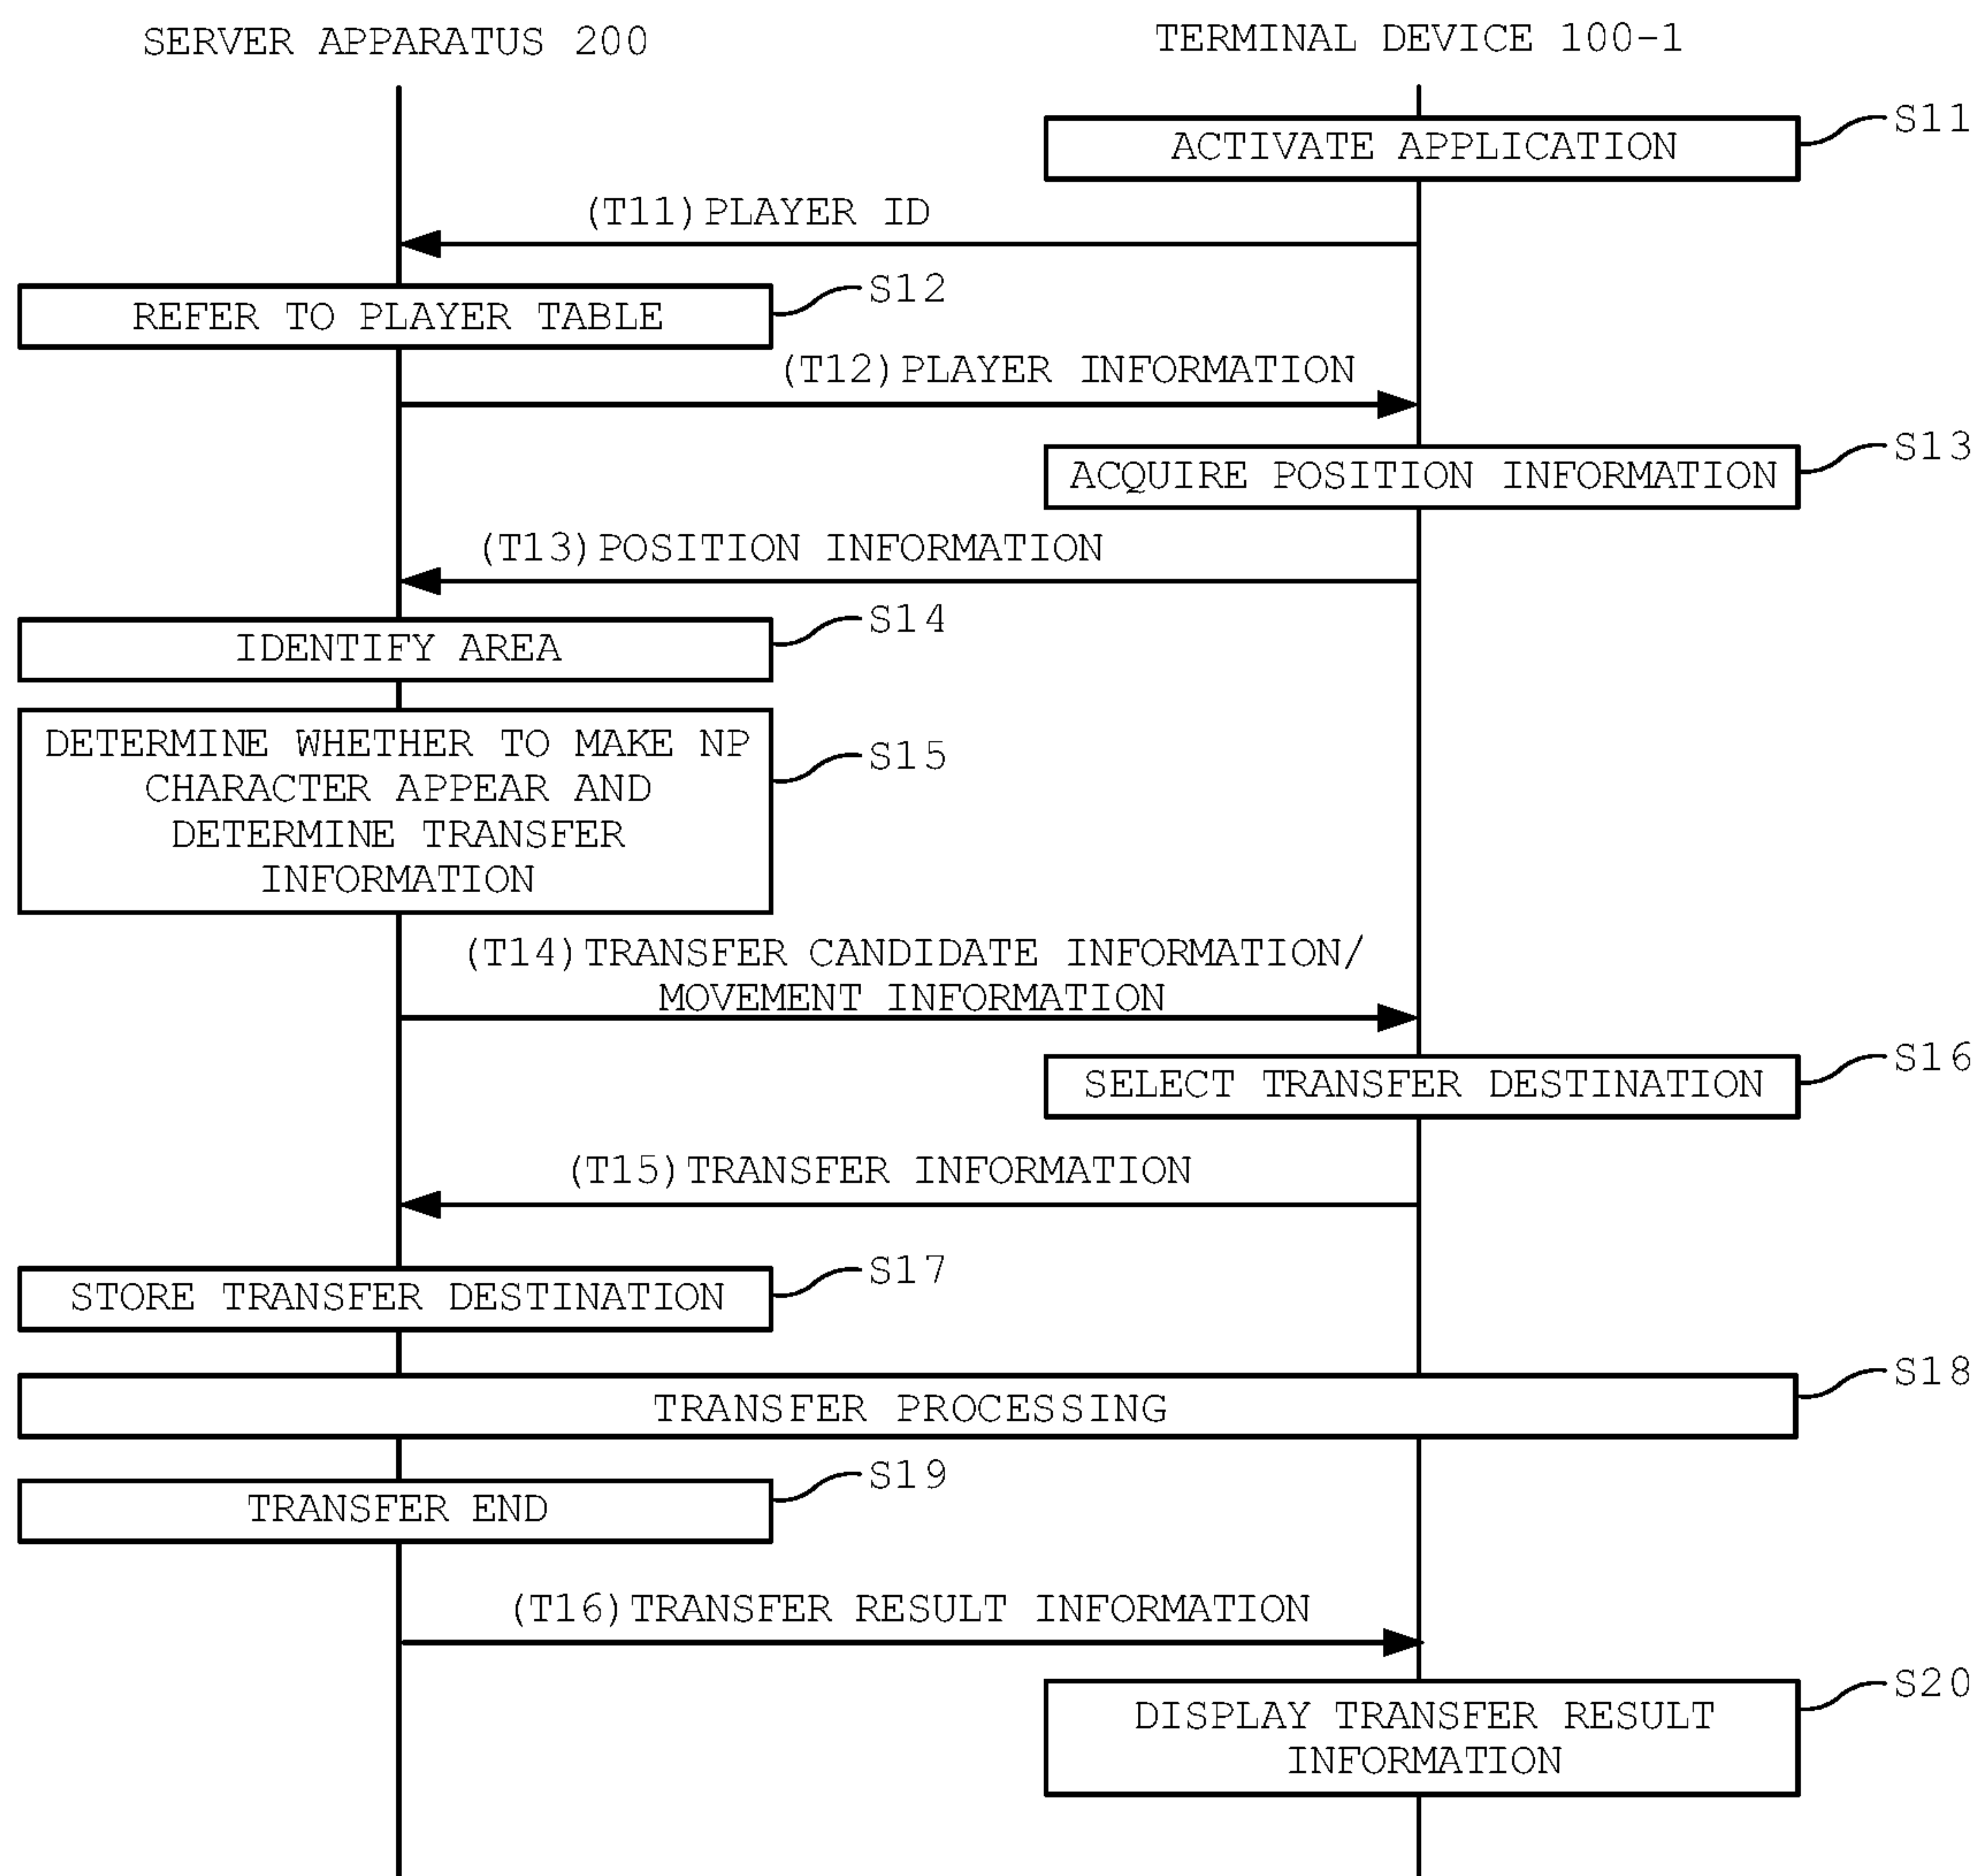 SERVER APPARATUS 200
TERMINAL DEVICE 100-1
ACTIVATE APPLICATION
S11
(T11)PLAYER ID
REFER TO PLAYER TABLE
S12
(T12)PLAYER INFORMATION
ACQUIRE POSITION INFORMATION
S13
(T13)POSITION INFORMATION
IDENTIFY AREA
S14
DETERMINE WHETHER TO MAKE NP
CHARACTER APPEAR AND
DETERMINE TRANSFER
INFORMATION
S15
(T14)TRANSFER CANDIDATE INFORMATION/
MOVEMENT INFORMATION
SELECT TRANSFER DESTINATION
S16
(T15)TRANSFER INFORMATION
STORE TRANSFER DESTINATION
S17
TRANSFER PROCESSING
S18
TRANSFER END
S19
(T16)TRANSFER RESULT INFORMATION
DISPLAY TRANSFER RESULT
INFORMATION
S20